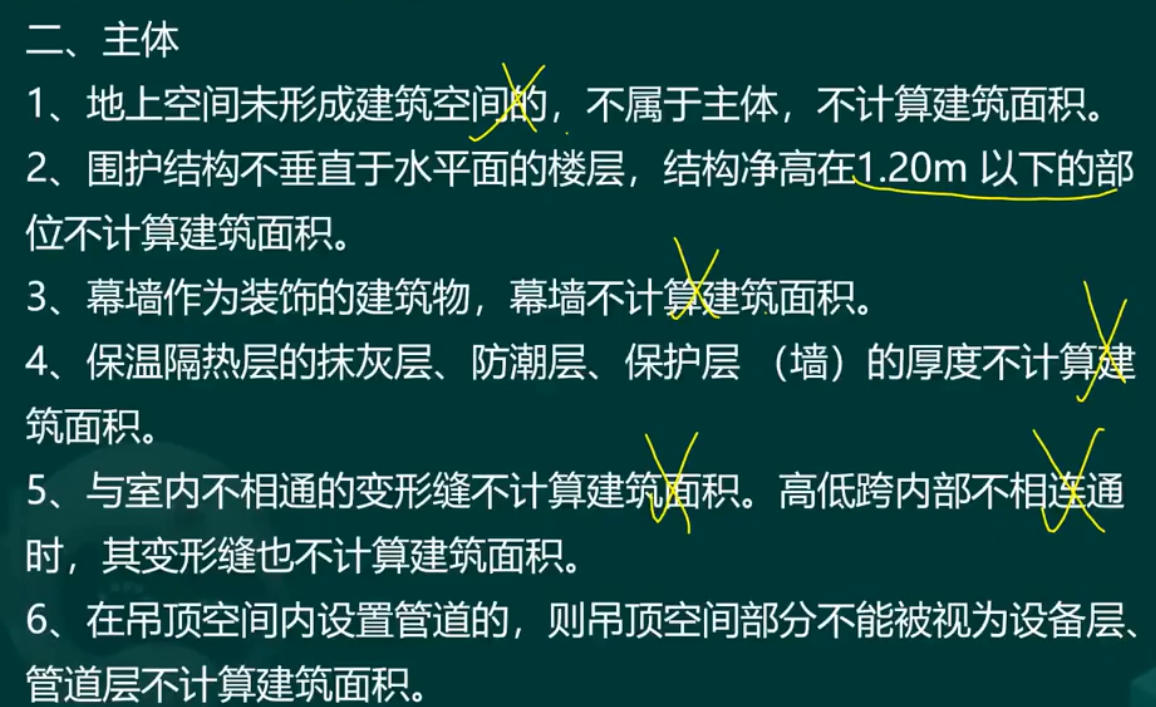 二、主体
1、地上空间未形成建筑空间的，不属于主体，不计算建筑面积。
2、围护结构不垂直于水平面的楼层，结构净高在1.20m 以下的部
位不计算建筑面积。
3、幕墙作为装饰的建筑物，幕墙不计算建筑面积。
4、保温隔热层的抹灰层、防潮层、保护层 （墙）的厚度不计算建
筑面积。
5、与室内不相通的变形缝不计算建筑面积。高低跨内部不相连通
时，其变形缝也不计算建筑面积。
6、在吊顶空间内设置管道的，则吊顶空间部分不能被视为设备层、
管道层不计算建筑面积。